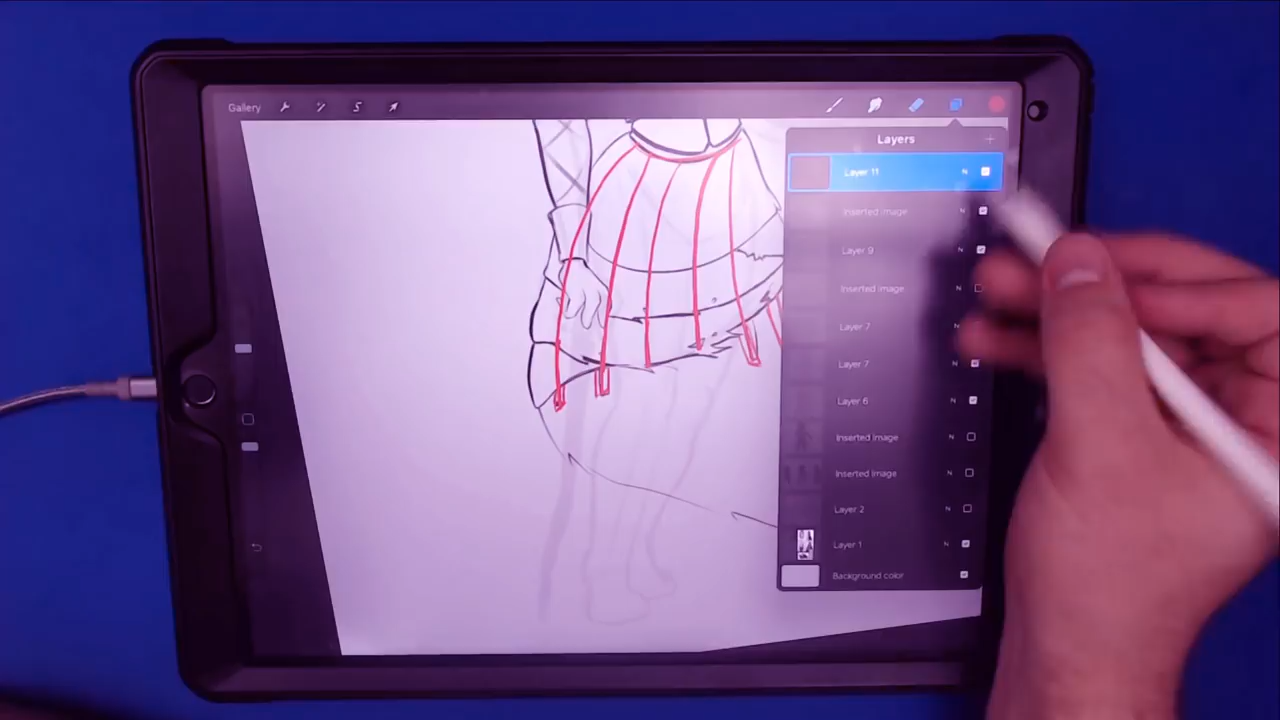 Gallery
Layers
Layer 11 N
Inserted Image N
Layer 9 N
Inserted Image N
Layer 7
Layer 7
Layer 6 N
Inserted Image
Inserted Image
Layer 2 N
Layer 1 N
Background color